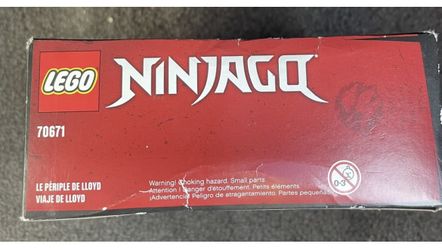 LEGO
NINJAGO
70671
LE PÉRIPLE DE LLOYD
VIAJE DE LLOYD
Warning! Choking hazard. Small parts.
Attention ! Danger d'étouffement. Petits éléments.
¡Advertencia! Peligro de atragantamiento. Partes pequeñas.
0-3